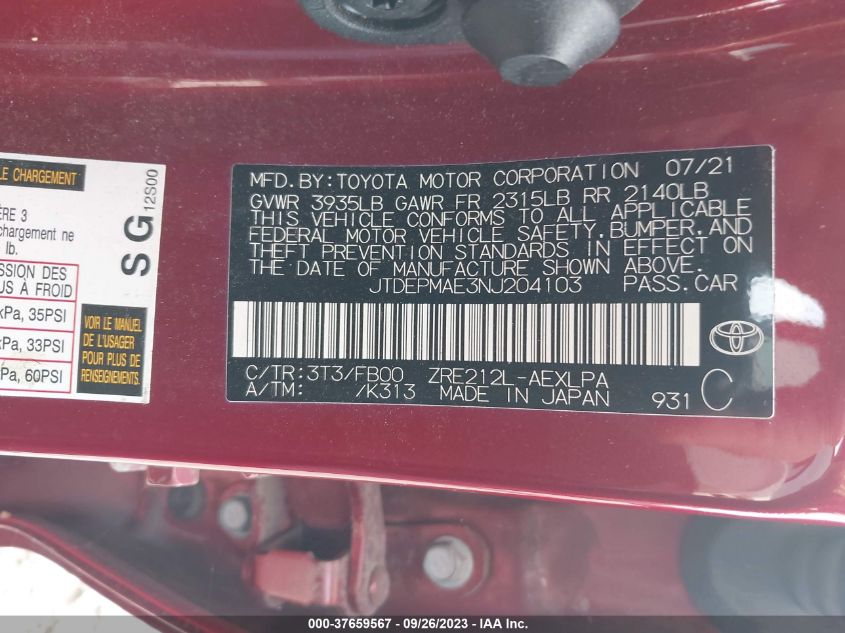 LE CHARGEMENT
ÈRE 3
chargement ne
lb.
SSION DES
US À FROID
kPa, 35PSI
kPa, 33PSI
Pa, 60PSI
VOIR LE MANUEL
DE L'USAGER
POUR PLUS DE
RENSEIGNEMENTS
SG 12S00
MFD. BY:TOYOTA MOTOR CORPORATION 07/21
GVWR 3935LB GAWR FR 2315LB RR 2140LB
THIS VEHICLE CONFORMS TO ALL APPLICABLE
FEDERAL MOTOR VEHICLE SAFETY, BUMPER, AND
THEFT PREVENTION STANDARDS IN EFFECT ON
THE DATE OF MANUFACTURE SHOWN ABOVE.
JTDEPMAE3NJ204103 PASS.CAR
C/TR:3T3/FB00 ZRE212L-AEXLPA
A/TM: /K313 MADE IN JAPAN 931 C
000-37659567 - 09/26/2023 - IAA Inc.